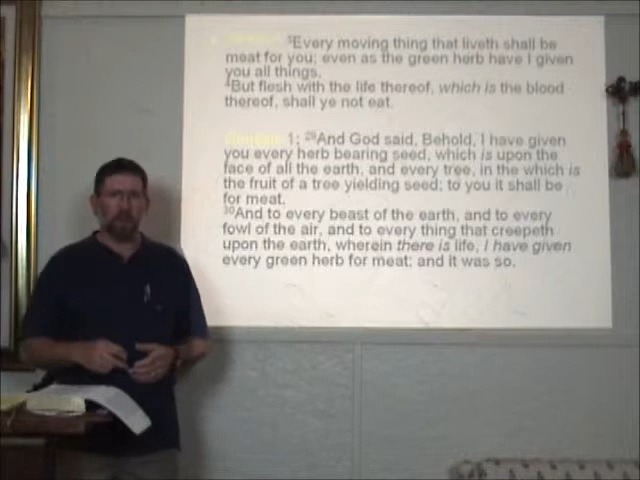 ³Every moving thing that liveth shall be
meat for you; even as the green herb have I given
you all things.
⁴But flesh with the life thereof, which is the blood
thereof, shall ye not eat.
Genesis 1: ²⁹And God said, Behold, I have given
you every herb bearing seed, which is upon the
face of all the earth, and every tree, in the which is
the fruit of a tree yielding seed; to you it shall be
for meat.
³⁰And to every beast of the earth, and to every
fowl of the air, and to every thing that creepeth
upon the earth, wherein there is life, I have given
every green herb for meat: and it was so.